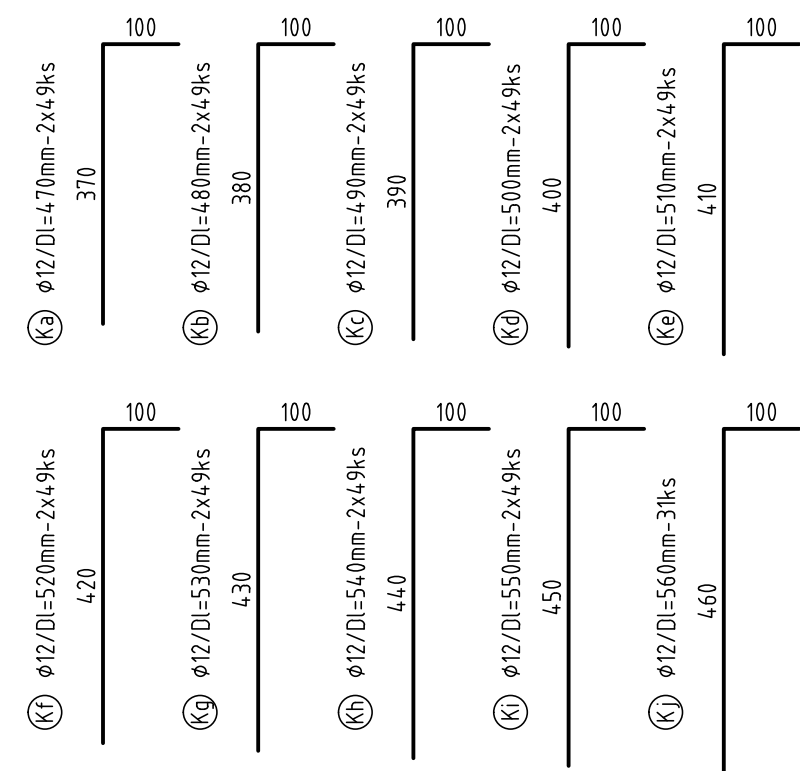 100
370
Ka ϕ12/Dl=470mm-2x49ks
100
380
Kb ϕ12/Dl=480mm-2x49ks
100
390
Kc ϕ12/Dl=490mm-2x49ks
100
400
Kd ϕ12/Dl=500mm-2x49ks
100
410
Ke ϕ12/Dl=510mm-2x49ks
100
420
Kf ϕ12/Dl=520mm-2x49ks
100
430
Kg ϕ12/Dl=530mm-2x49ks
100
440
Kh ϕ12/Dl=540mm-2x49ks
100
450
Ki ϕ12/Dl=550mm-2x49ks
100
460
Kj ϕ12/Dl=560mm-31ks